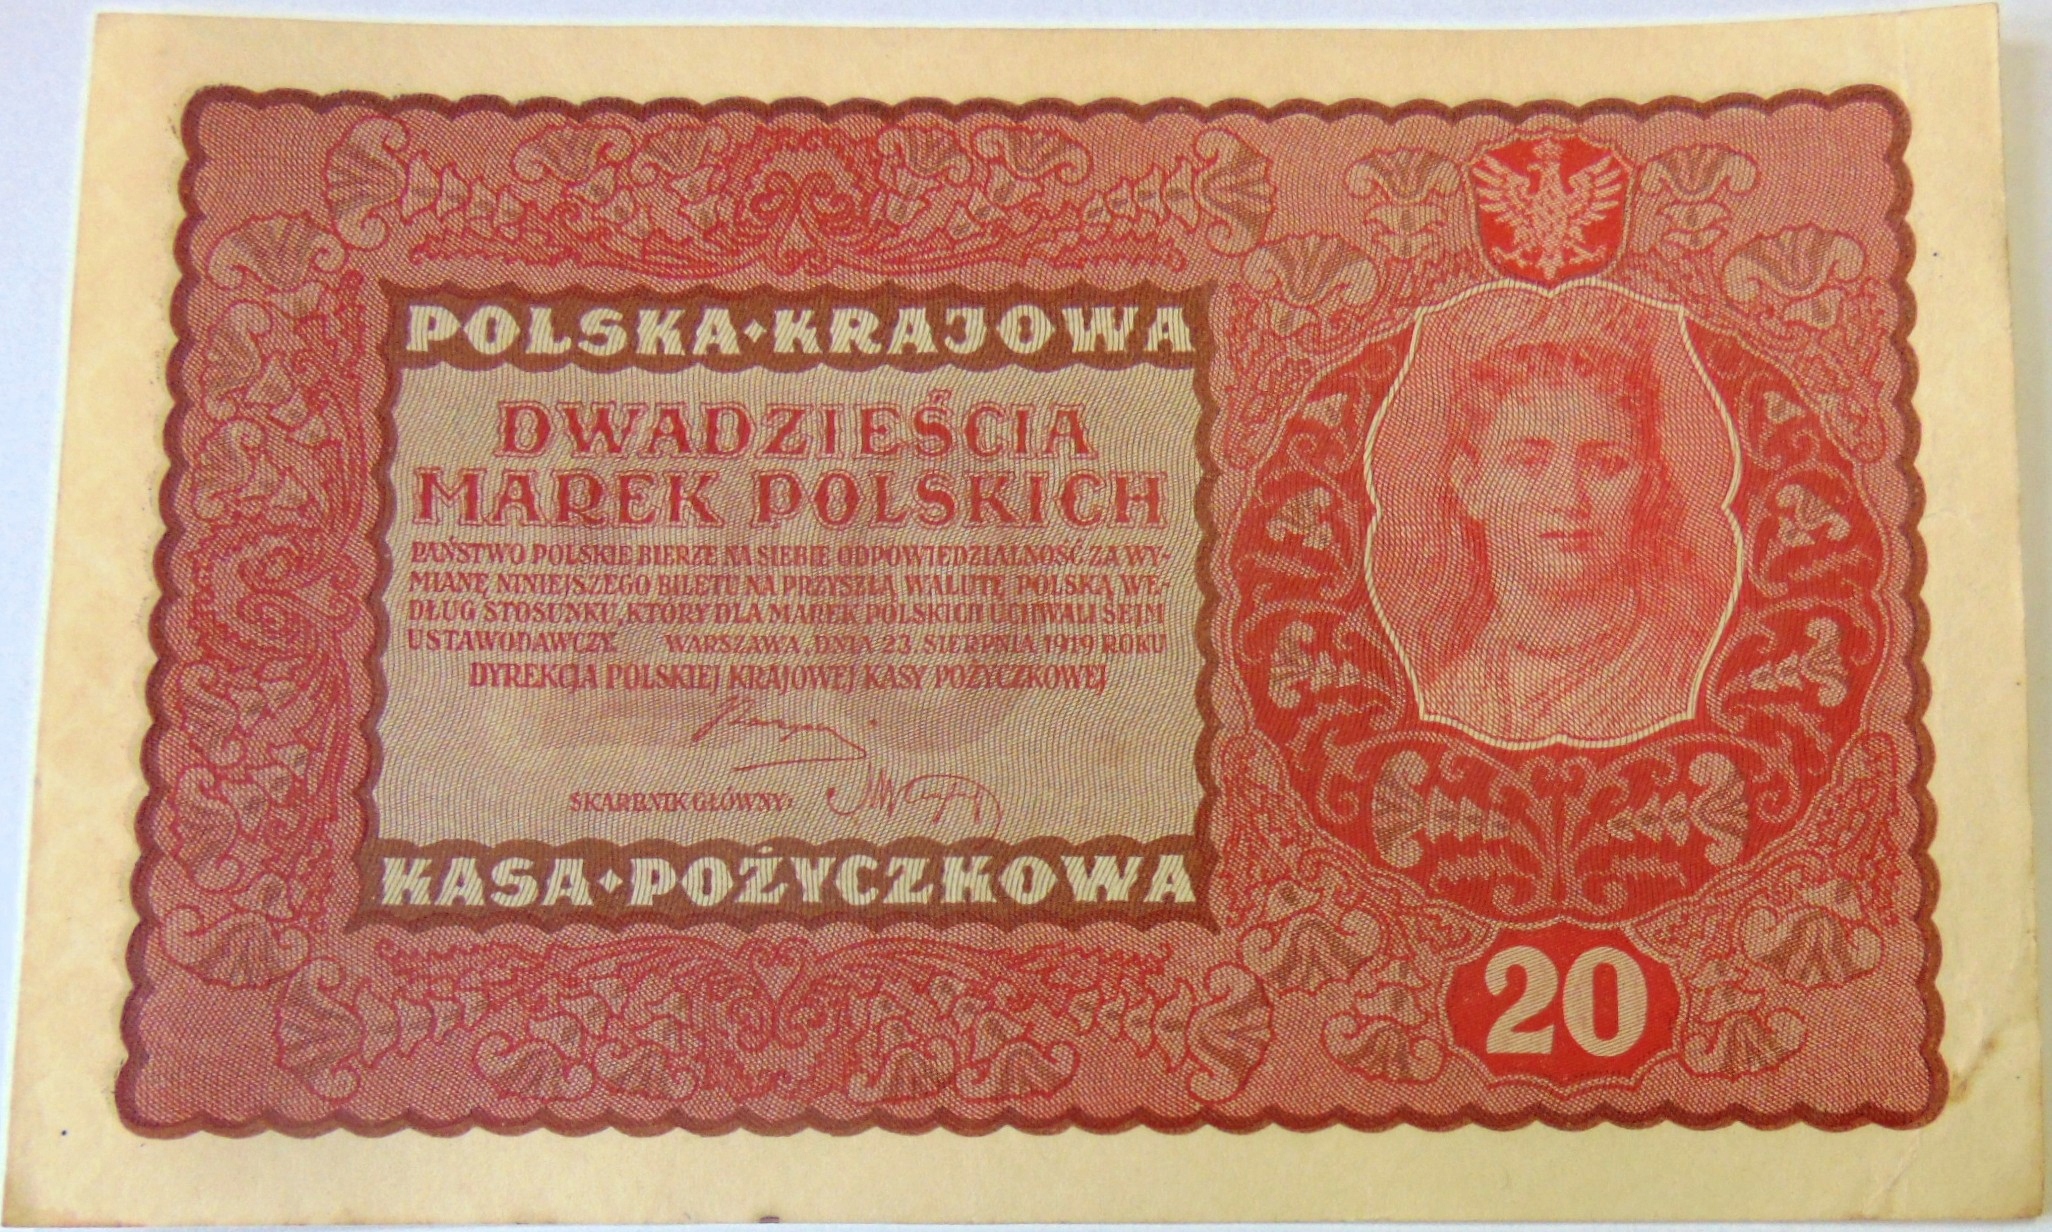 POLSKA·KRAJOWA
DWADZIEŚCIA
MAREK POLSKICH
PAŃSTWO POLSKIE BIERZE NA SIEBIE ODPOWIEDZIALNOŚĆ ZA WY-
MIANĘ NINIEJSZEGO BILETU NA PRZYSZŁĄ WALUTĘ POLSKĄ WE-
DŁUG STOSUNKU, KTÓRY DLA MAREK POLSKICH UCHWALI SEJM
USTAWODAWCZY. WARSZAWA, DNIA 23. SIERPNIA 1919 ROKU
DYREKCJA POLSKIEJ KRAJOWEJ KASY POŻYCZKOWEJ
SKARBNIK GŁÓWNY:
KASA·POŻYCZKOWA
20